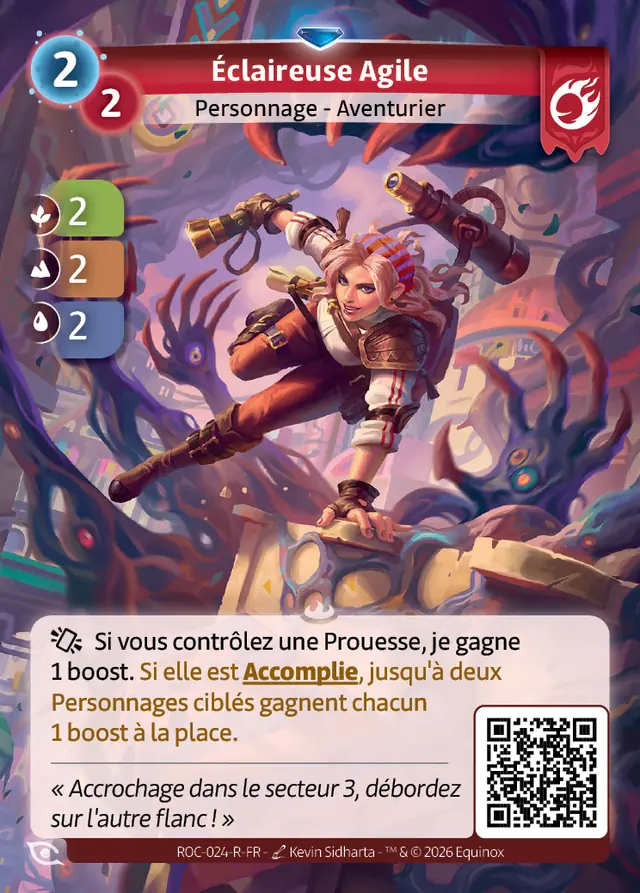 2
Éclaireuse Agile
2
Personnage - Aventurier
2
2
2
Si vous contrôlez une Prouesse, je gagne
1 boost. Si elle est Accomplie, jusqu'à deux
Personnages ciblés gagnent chacun
1 boost à la place.
« Accrochage dans le secteur 3, débordez
sur l'autre flanc ! »
ROC-024-R-FR - Kevin Sidharta - ™ & © 2026 Equinox